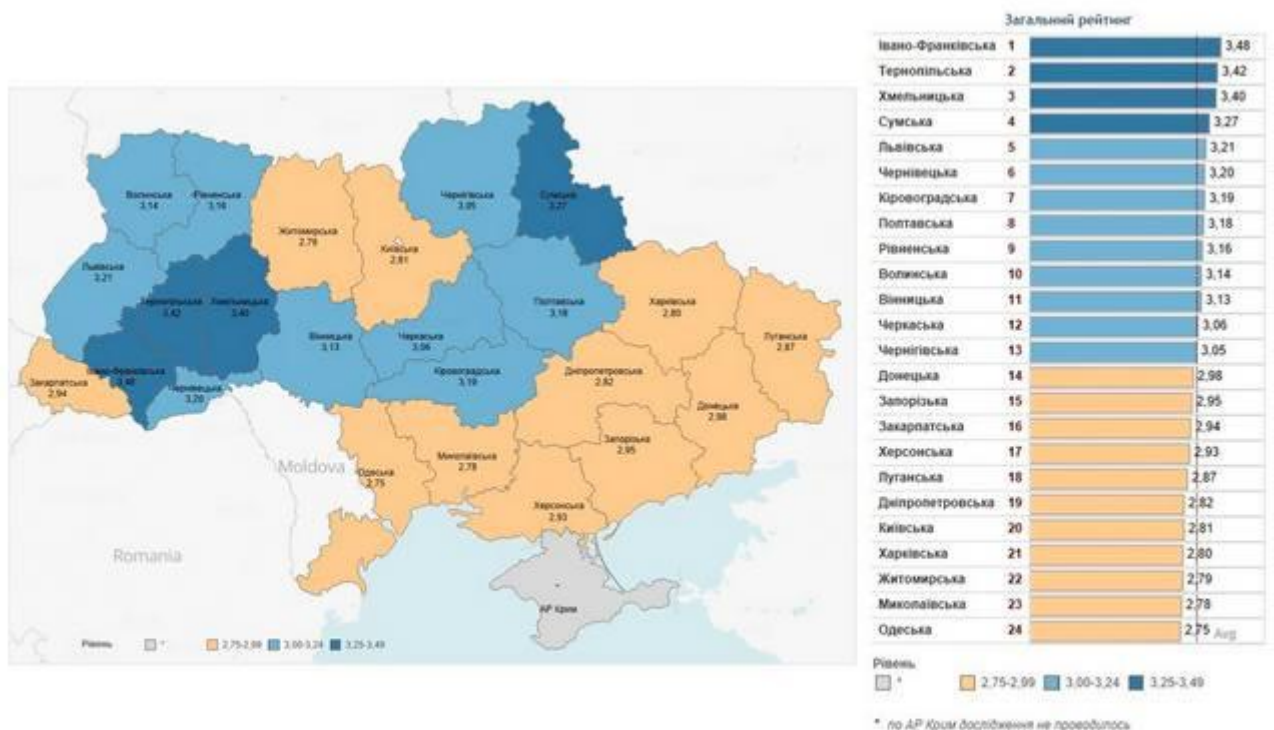 Волинська
3,14
Рівненська
3,16
Житомирська
2,79
Київська
2,81
Чернігівська
3,05
Сумська
3,27
Львівська
3,21
Тернопільська
3,42
Хмельницька
3,40
Вінницька
3,13
Черкаська
3,06
Полтавська
3,18
Харківська
2,80
Луганська
2,87
Закарпатська
2,94
Івано-Франківська
3,48
Чернівецька
3,20
Кіровоградська
3,19
Дніпропетровська
2,82
Донецька
2,98
Запорізька
2,95
Миколаївська
2,78
Одеська
2,75
Херсонська
2,93
Moldova
Romania
*
АР Крим
Рівень * 2,75-2,99 3,00-3,24 3,25-3,49
Загальний рейтинг
Івано-Франківська 1 3,48
Тернопільська 2 3,42
Хмельницька 3 3,40
Сумська 4 3,27
Львівська 5 3,21
Чернівецька 6 3,20
Кіровоградська 7 3,19
Полтавська 8 3,18
Рівненська 9 3,16
Волинська 10 3,14
Вінницька 11 3,13
Черкаська 12 3,06
Чернігівська 13 3,05
Донецька 14 2,98
Запорізька 15 2,95
Закарпатська 16 2,94
Херсонська 17 2,93
Луганська 18 2,87
Дніпропетровська 19 2,82
Київська 20 2,81
Харківська 21 2,80
Житомирська 22 2,79
Миколаївська 23 2,78
Одеська 24 2,75 Avg
Рівень
* 2,75-2,99 3,00-3,24 3,25-3,49
* по АР Крим дослідження не проводилось